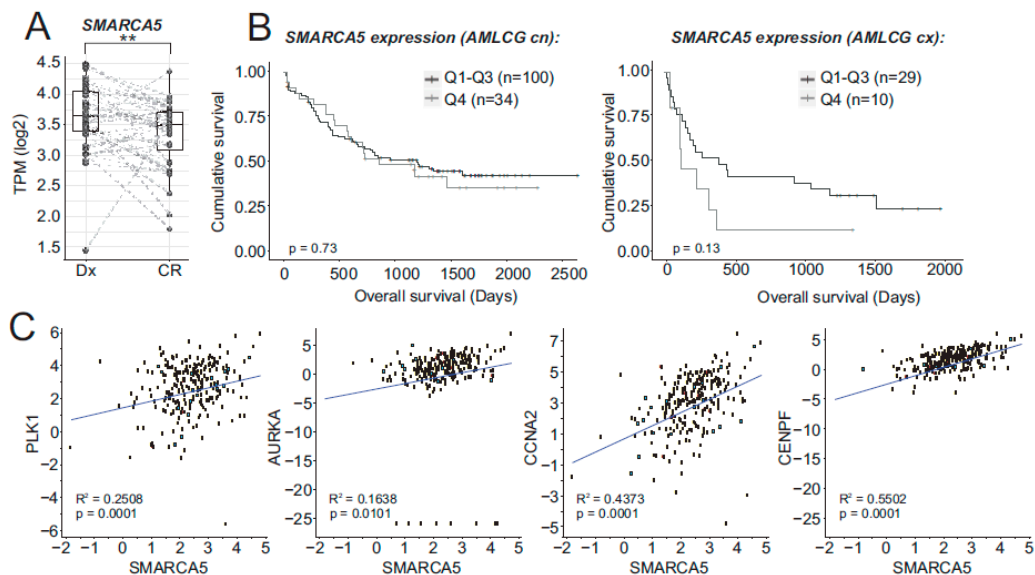 A
SMARCA5
**
TPM (log2)
4.5
4.0
3.5
3.0
2.5
2.0
1.5
Dx
CR
B
SMARCA5 expression (AMLCG cn):
Q1-Q3 (n=100)
Q4 (n=34)
Cumulative survival
1.00
0.75
0.50
0.25
0.00
p = 0.73
0 500 1000 1500 2000 2500
Overall survival (Days)
SMARCA5 expression (AMLCG cx):
Q1-Q3 (n=29)
Q4 (n=10)
Cumulative survival
1.00
0.75
0.50
0.25
0.00
p = 0.13
0 500 1000 1500 2000
Overall survival (Days)
C
PLK1
6
4
2
0
−2
4
−6
R² = 0.2508
p = 0.0001
−2 0 1 2 3 4 5
SMARCA5
AURKA
5
0
−5
−10
−15
−20
−25
R² = 0.1638
p = 0.0101
−2 0 1 2 3 4 5
SMARCA5
CCNA2
7
5
3
1
−1
−3
−5
R² = 0.4373
p = 0.0001
−2 0 1 2 3 4 5
SMARCA5
CENPF
5
0
−5
−10
−15
−20
−25
R² = 0.5502
p = 0.0001
−2 0 1 2 3 4 5
SMARCA5